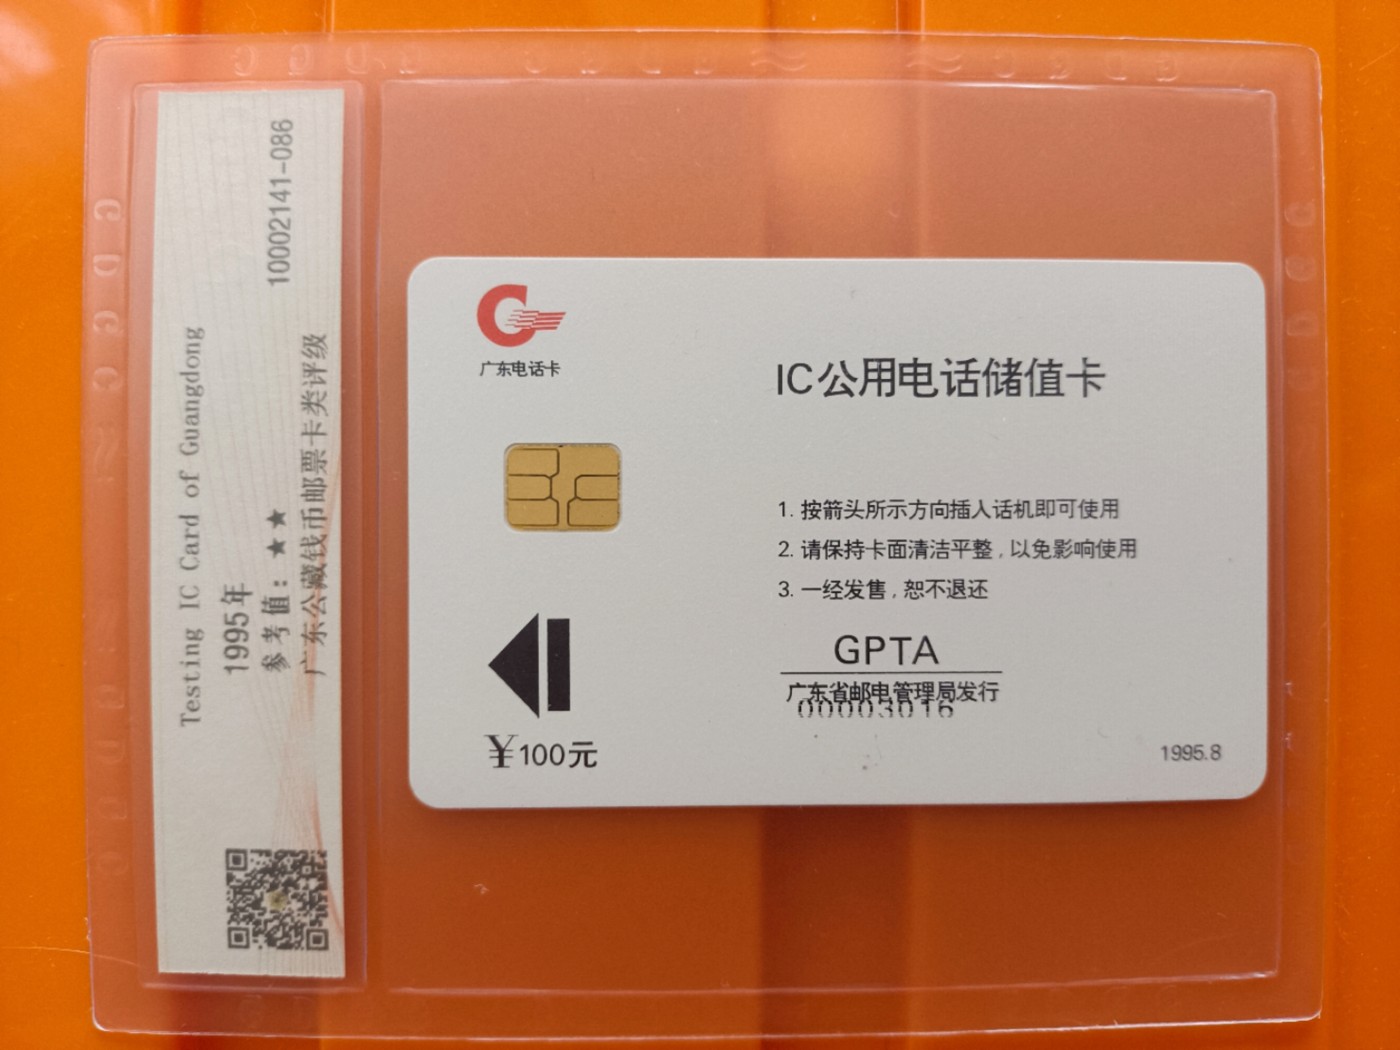 Testing IC Card of Guangdong
1995年
参考值：★★
10002141-086
广东公藏钱币邮票卡类评级
广东电话卡
IC公用电话储值卡
1. 按箭头所示方向插入话机即可使用
2. 请保持卡面清洁平整，以免影响使用
3. 一经发售，恕不退还
GPTA
广东省邮电管理局发行
00003016
¥100元
1995.8